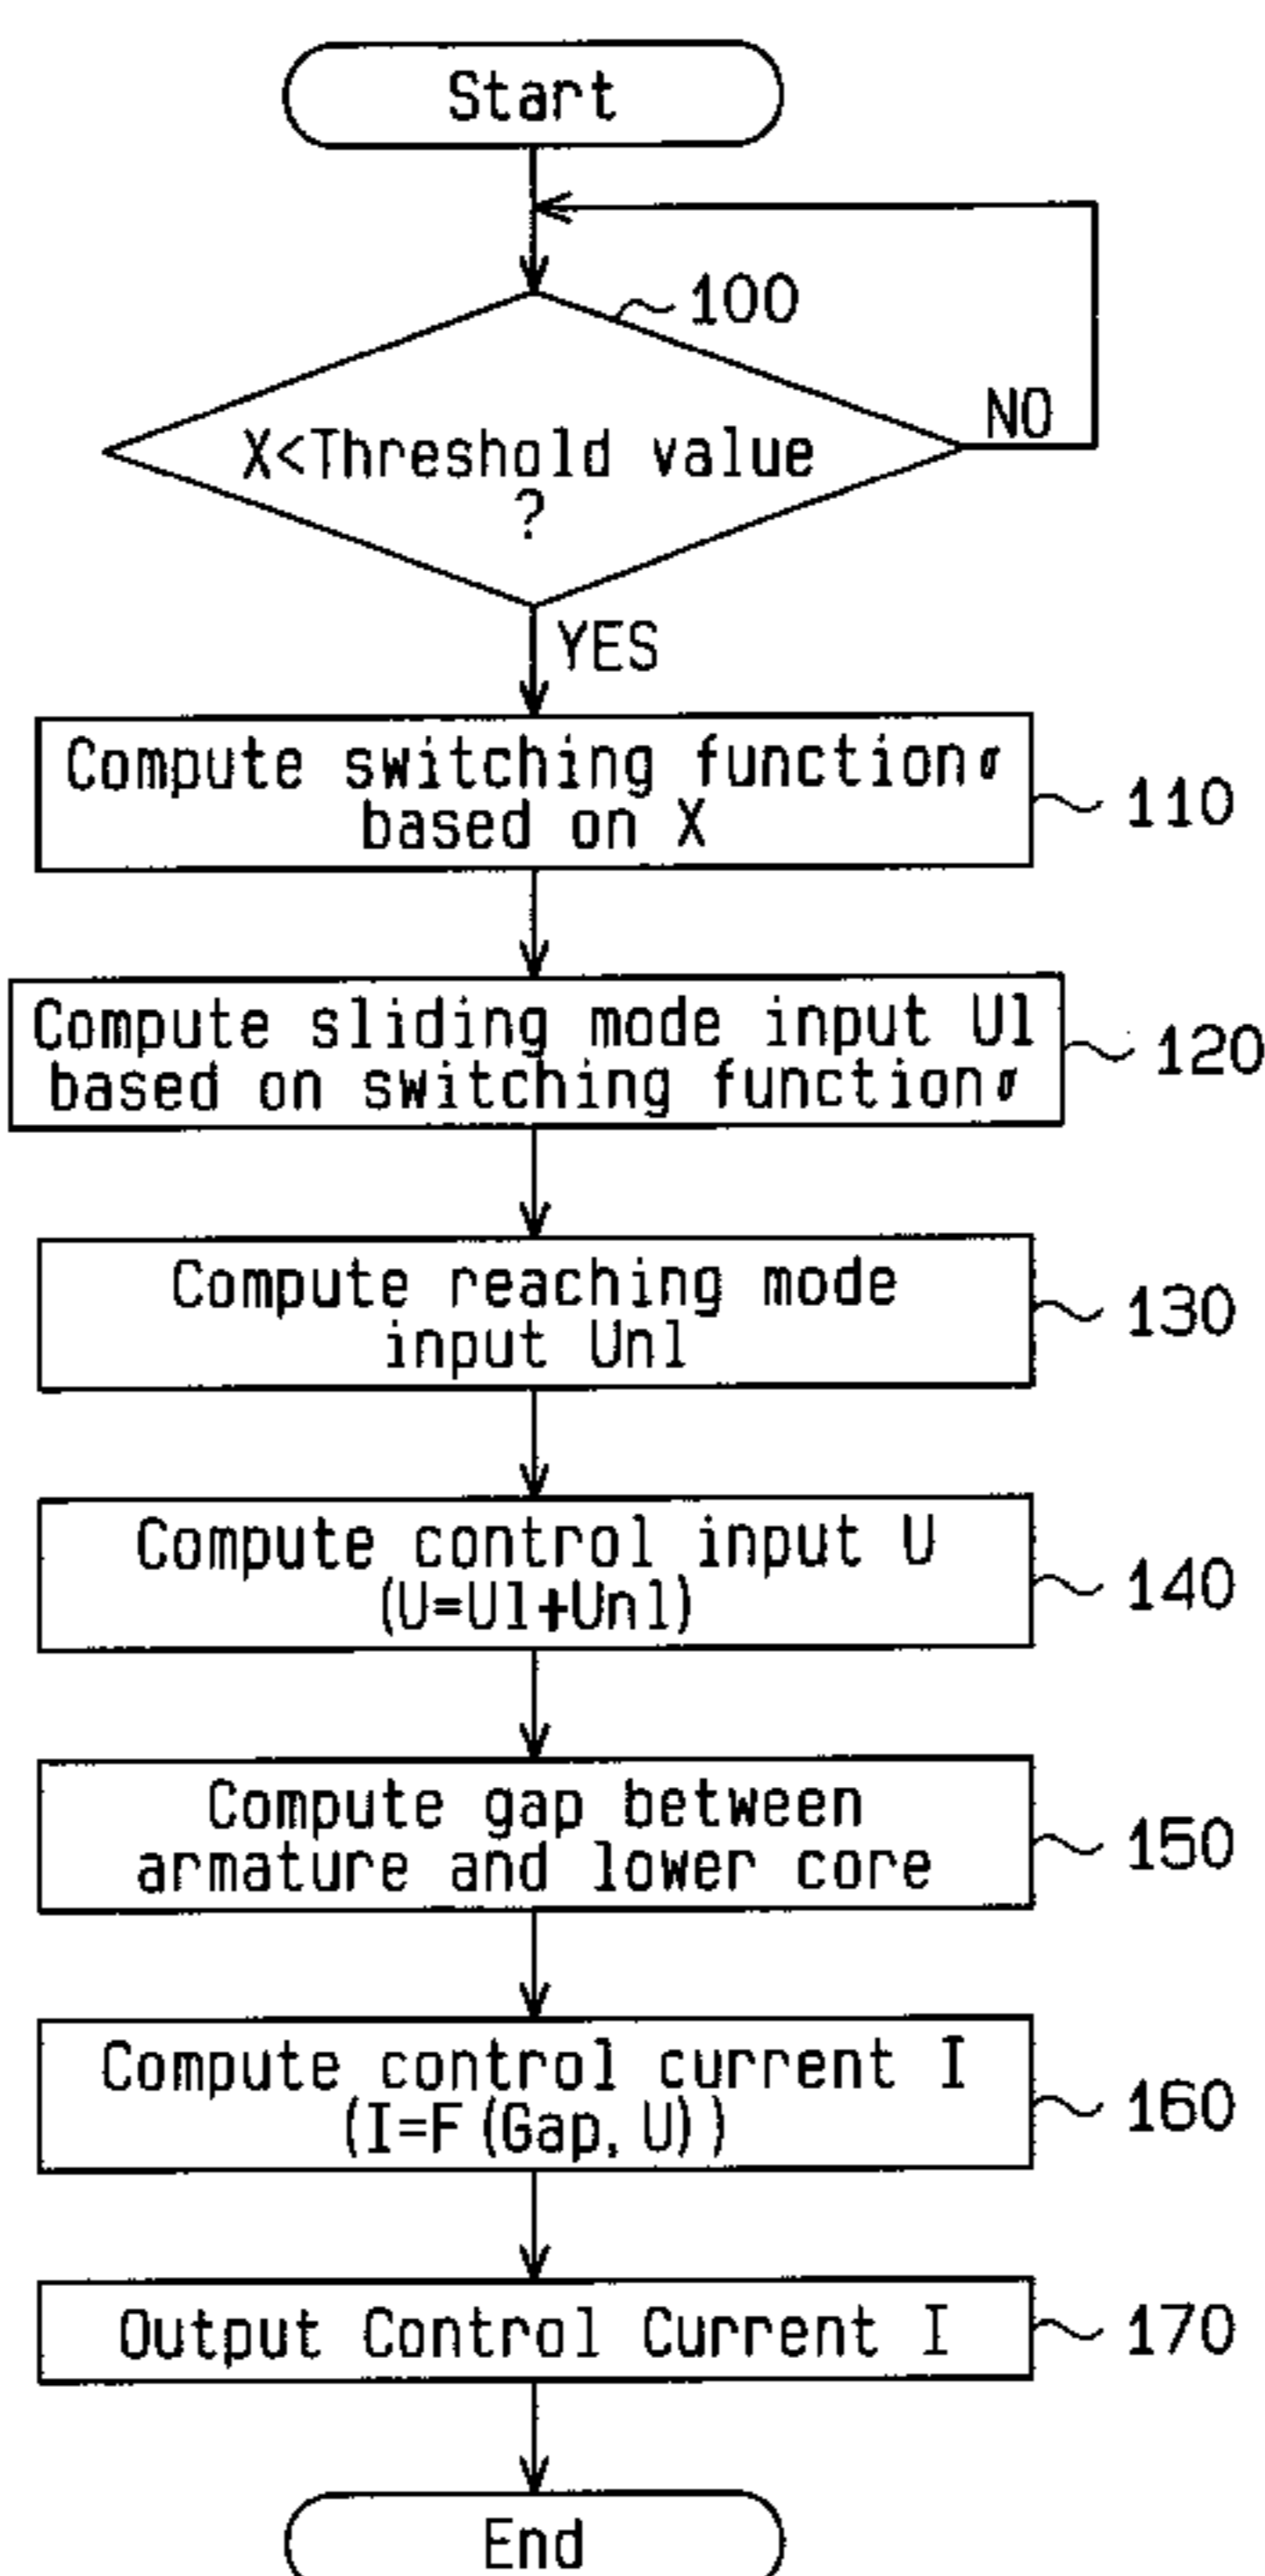 Start
100
X<Threshold value
?
NO
YES
Compute switching functionσ
based on X
110
Compute sliding mode input Ul
based on switching functionσ
120
Compute reaching mode
input Unl
130
Compute control input U
(U=Ul+Unl)
140
Compute gap between
armature and lower core
150
Compute control current I
(I=F(Gap, U))
160
Output Control Current I
170
End